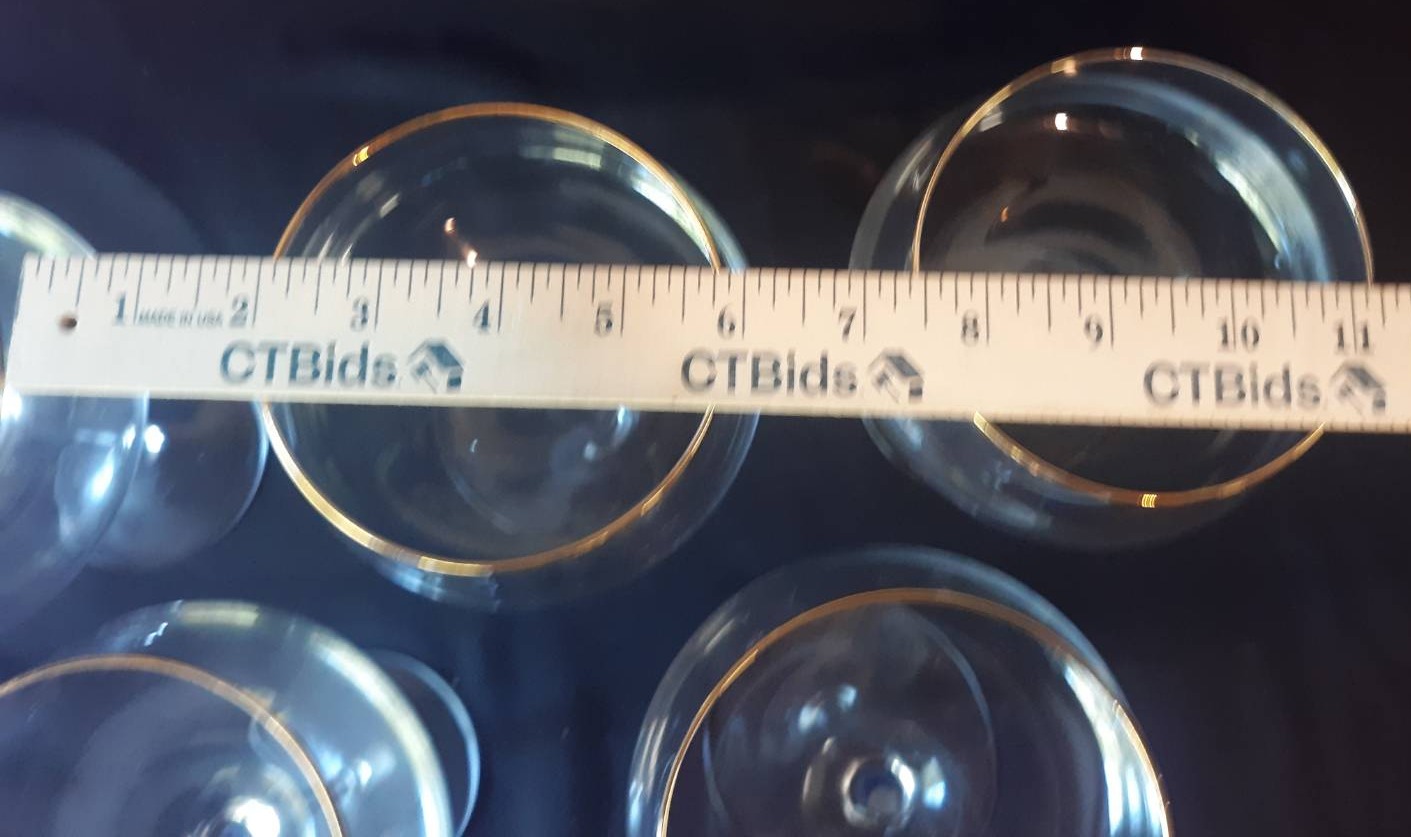 1 MADE IN USA 2 3 4 5 6 7 8 9 10 11
CTBids CTBids CTBids